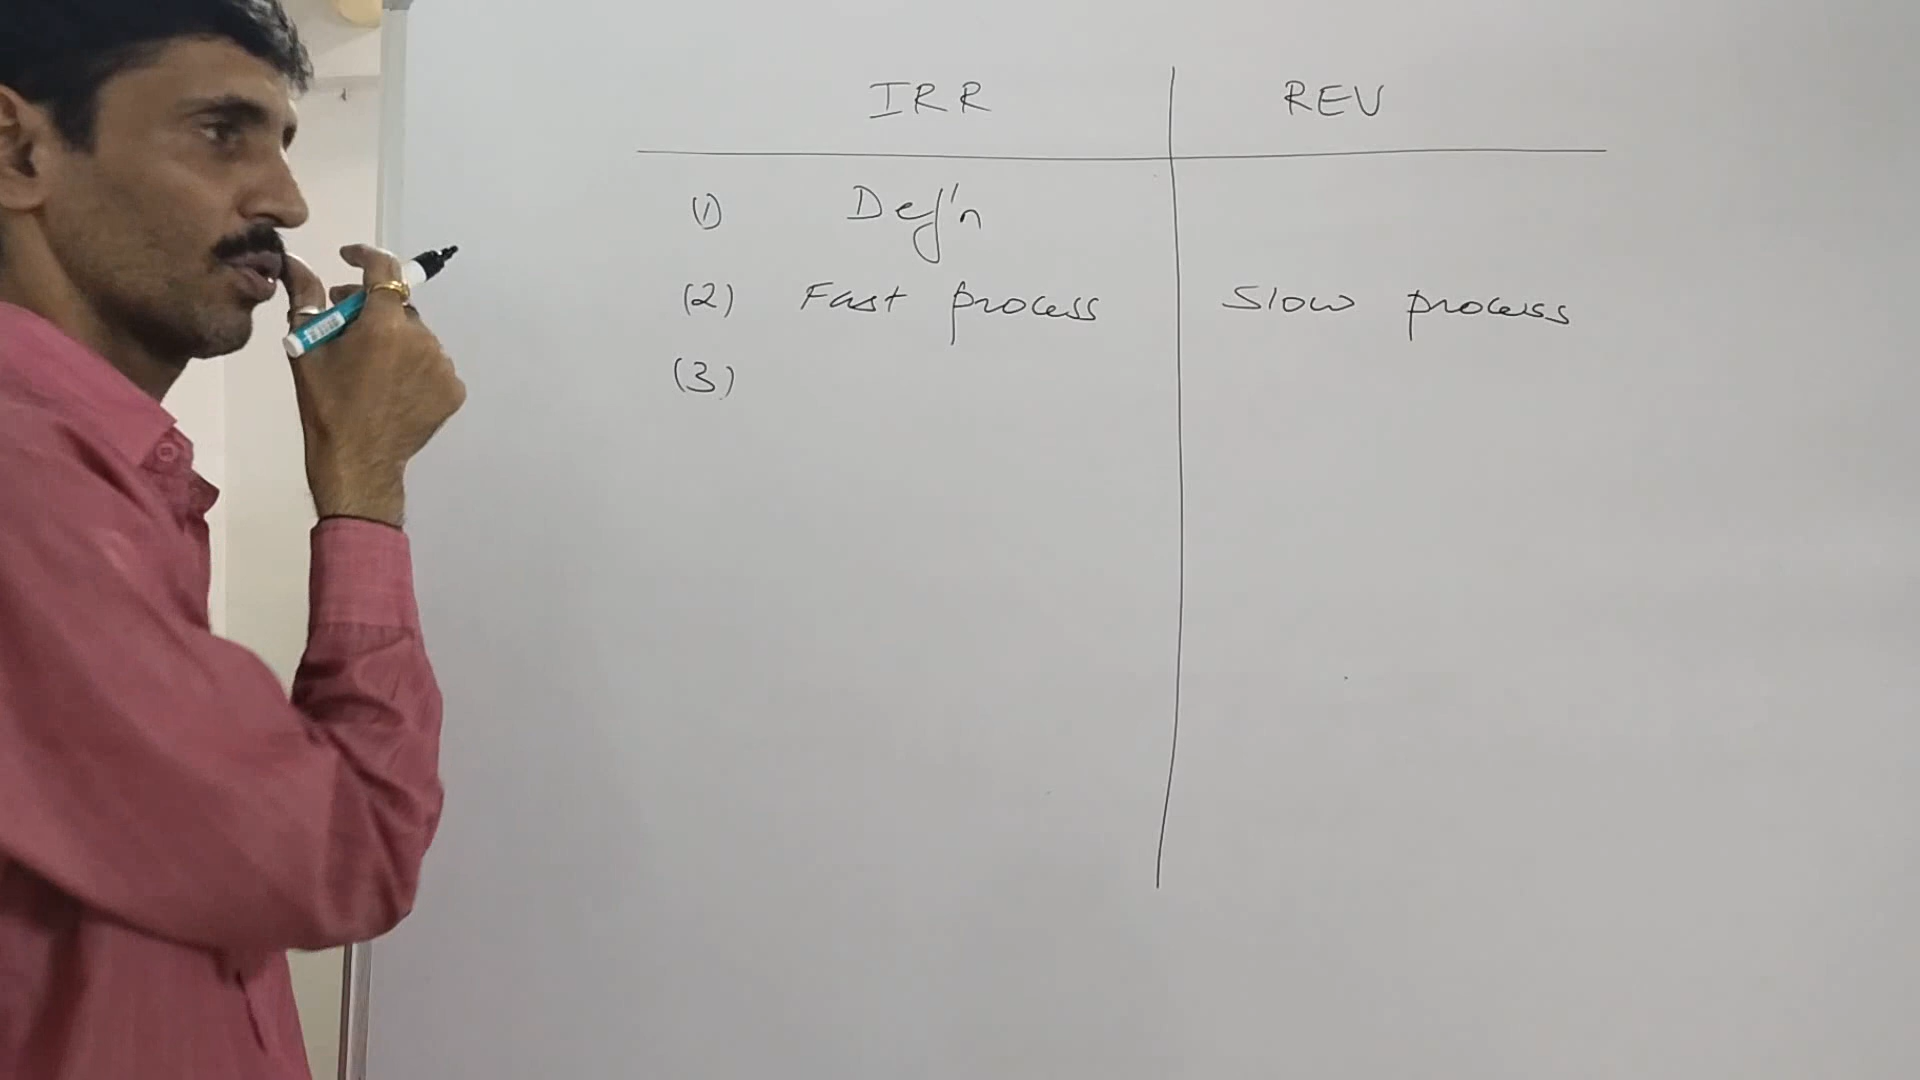 IRR REV
(1) Def'n
(2) Fast process Slow process
(3)